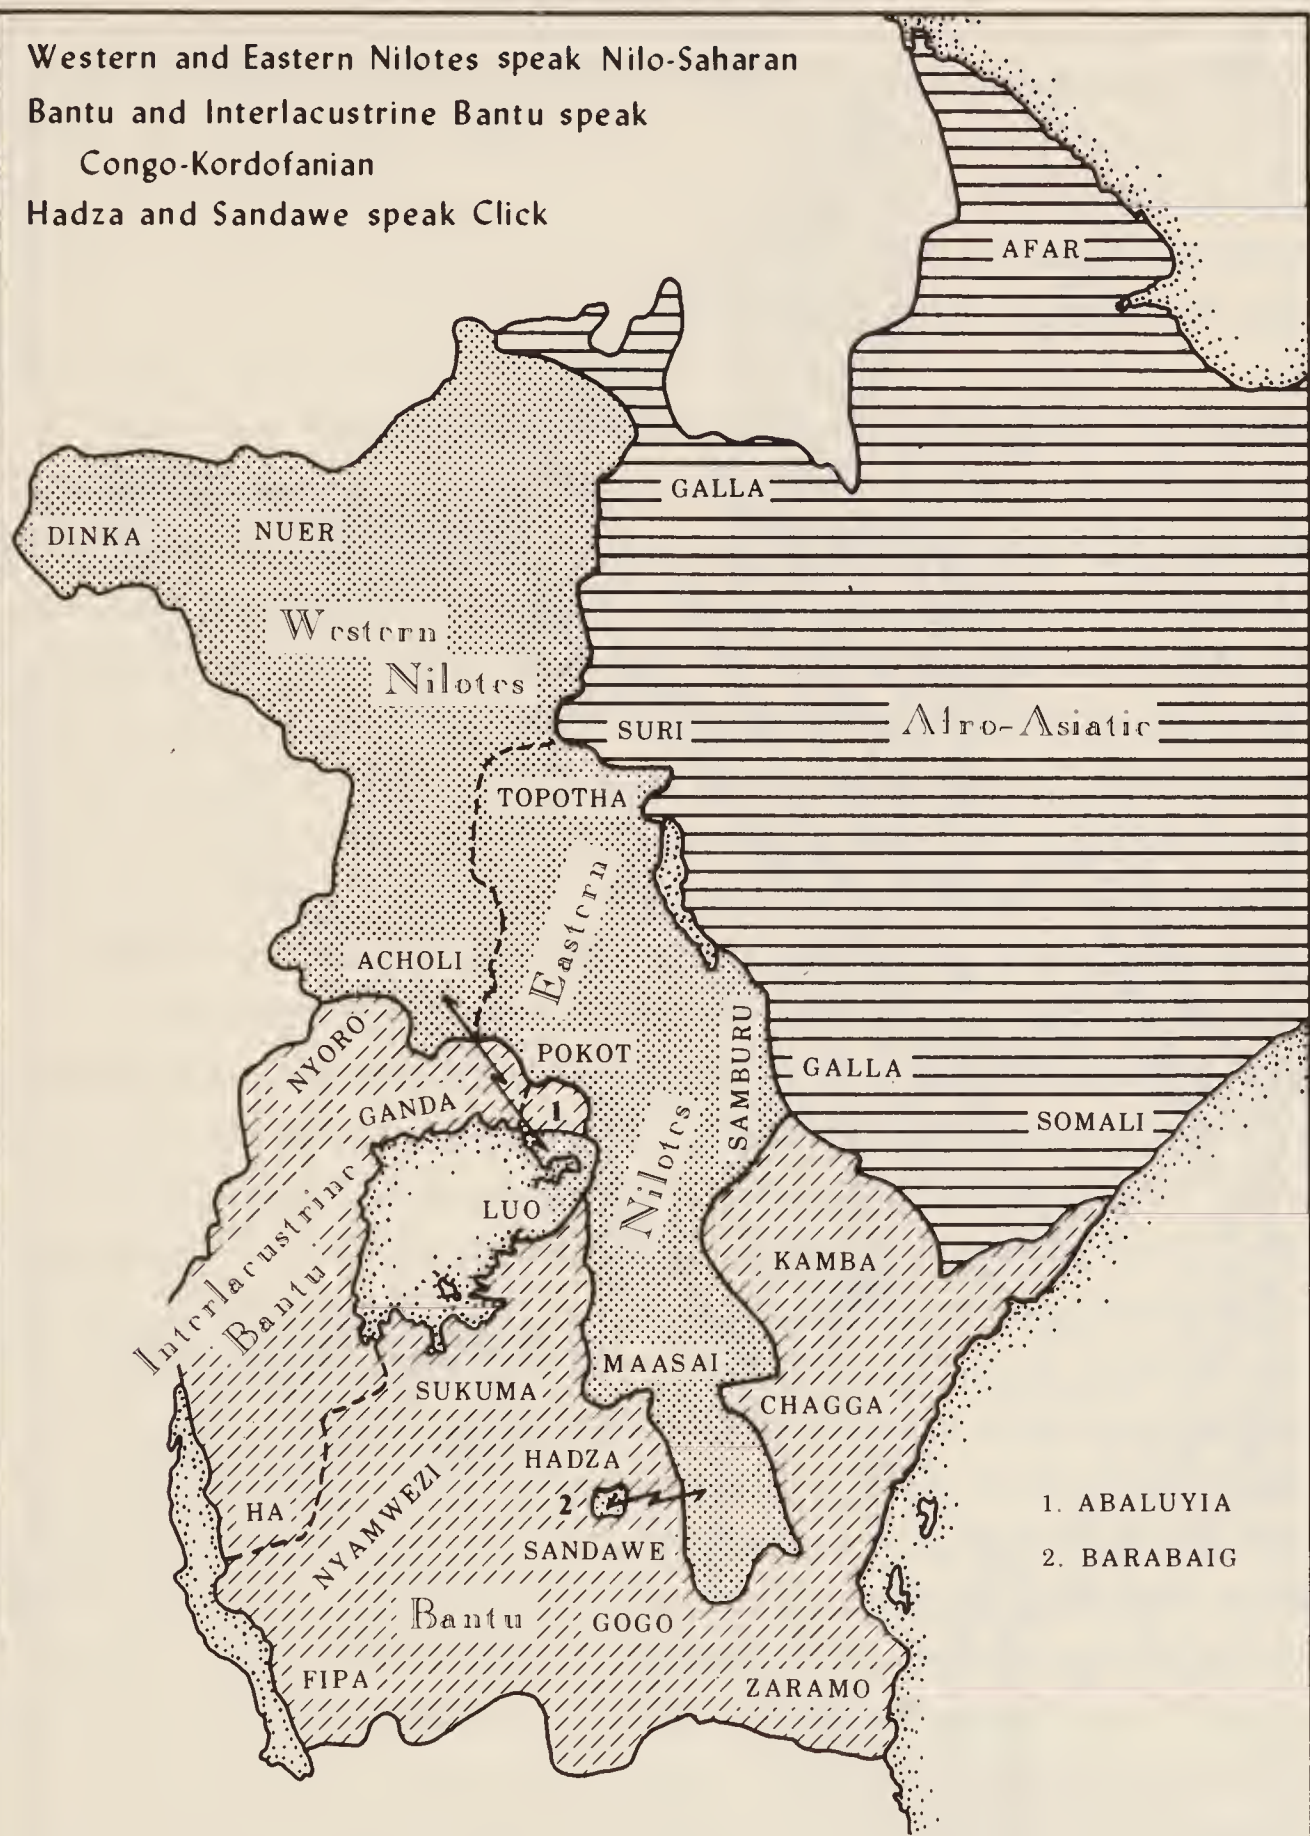 Western and Eastern Nilotes speak Nilo-Saharan
Bantu and Interlacustrine Bantu speak
Congo-Kordofanian
Hadza and Sandawe speak Click
AFAR
GALLA
DINKA
NUER
Western
Nilotes
SURI
Afro-Asiatic
TOPOTHA
Eastern
Nilotes
ACHOLI
SAMBURU
NYORO
POKOT
GALLA
GANDA
1
SOMALI
LUO
Interlacustrine
Bantu
KAMBA
MAASAI
SUKUMA
CHAGGA
HADZA
2
HA
NYAMWEZI
SANDAWE
1. ABALUYIA
2. BARABAIG
Bantu
GOGO
FIPA
ZARAMO